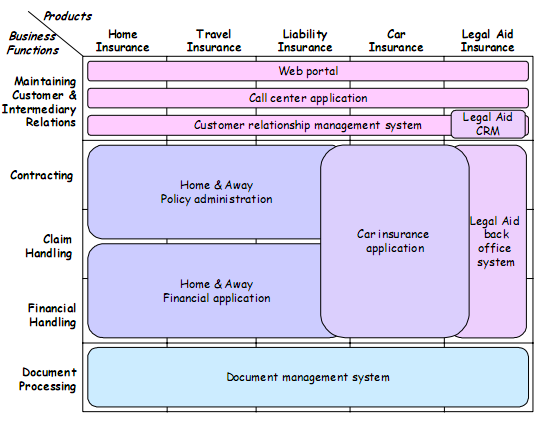 Products
Business
Functions
Home
Insurance
Travel
Insurance
Liability
Insurance
Car
Insurance
Legal Aid
Insurance
Maintaining
Customer &
Intermediary
Relations
Web portal
Call center application
Customer relationship management system
Legal Aid
CRM
Contracting
Home & Away
Policy administration
Car insurance
application
Legal Aid
back
office
system
Claim
Handling
Home & Away
Financial application
Financial
Handling
Document
Processing
Document management system